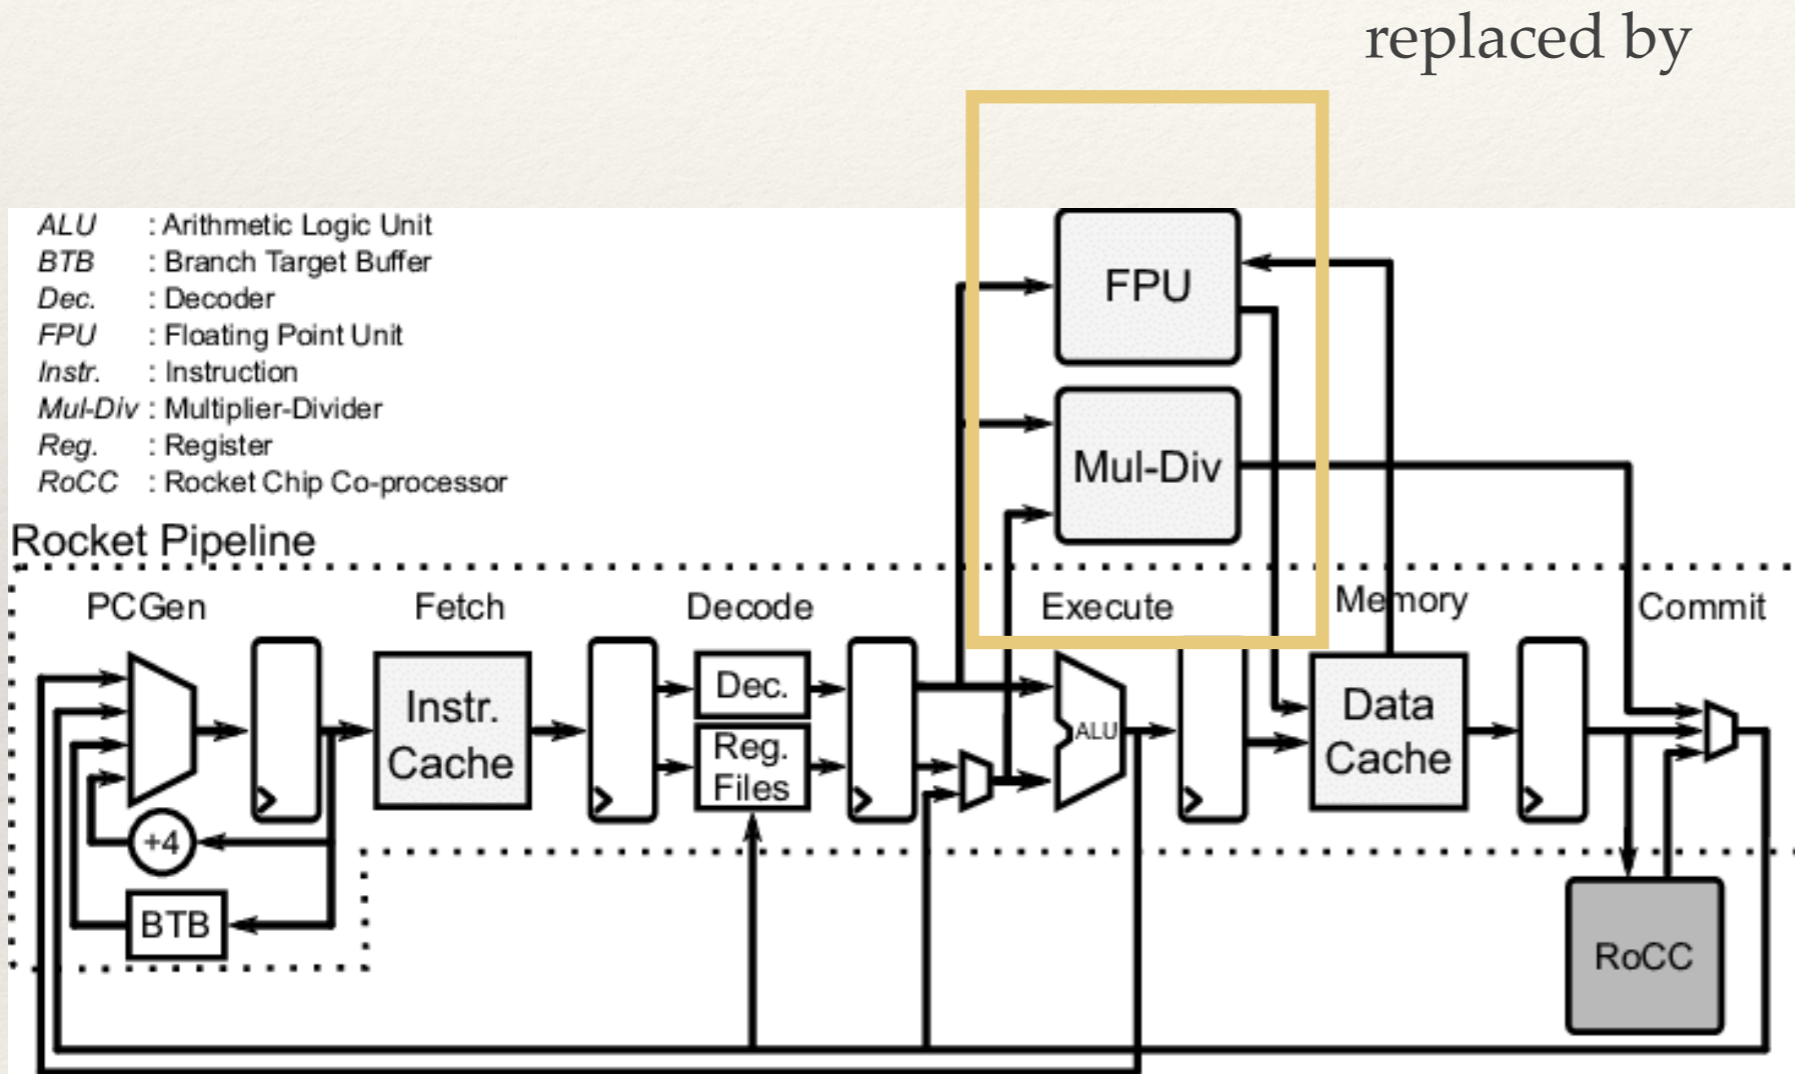 replaced by
ALU : Arithmetic Logic Unit
BTB : Branch Target Buffer
Dec. : Decoder
FPU : Floating Point Unit
Instr. : Instruction
Mul-Div : Multiplier-Divider
Reg. : Register
RoCC : Rocket Chip Co-processor
FPU
Mul-Div
Rocket Pipeline
PCGen
Fetch
Decode
Execute
Memory
Commit
Instr.
Cache
Dec.
Reg.
Files
ALU
Data
Cache
+4
BTB
RoCC